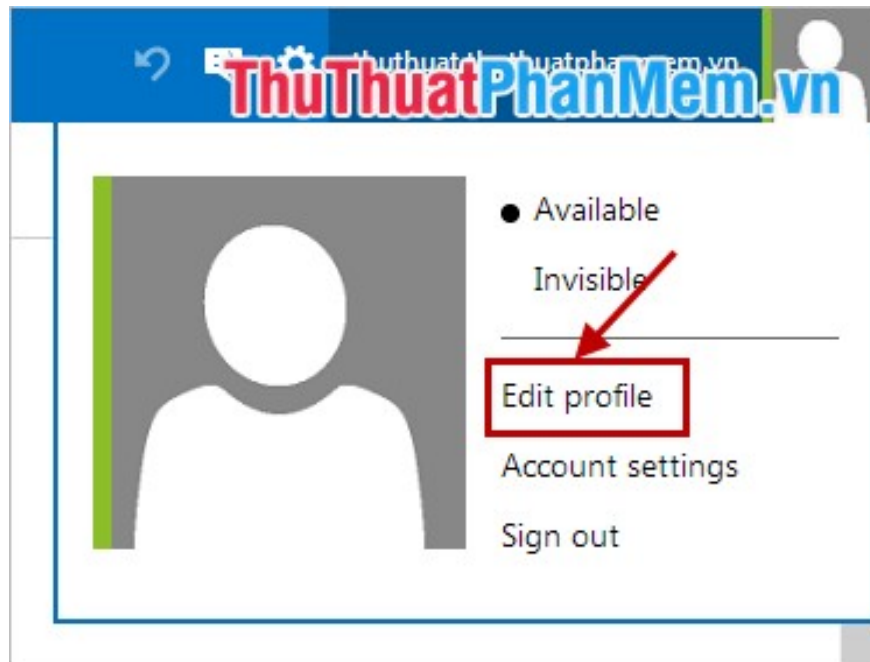 ThuThuatPhanMem.vn
Available
Invisible
Edit profile
Account settings
Sign out